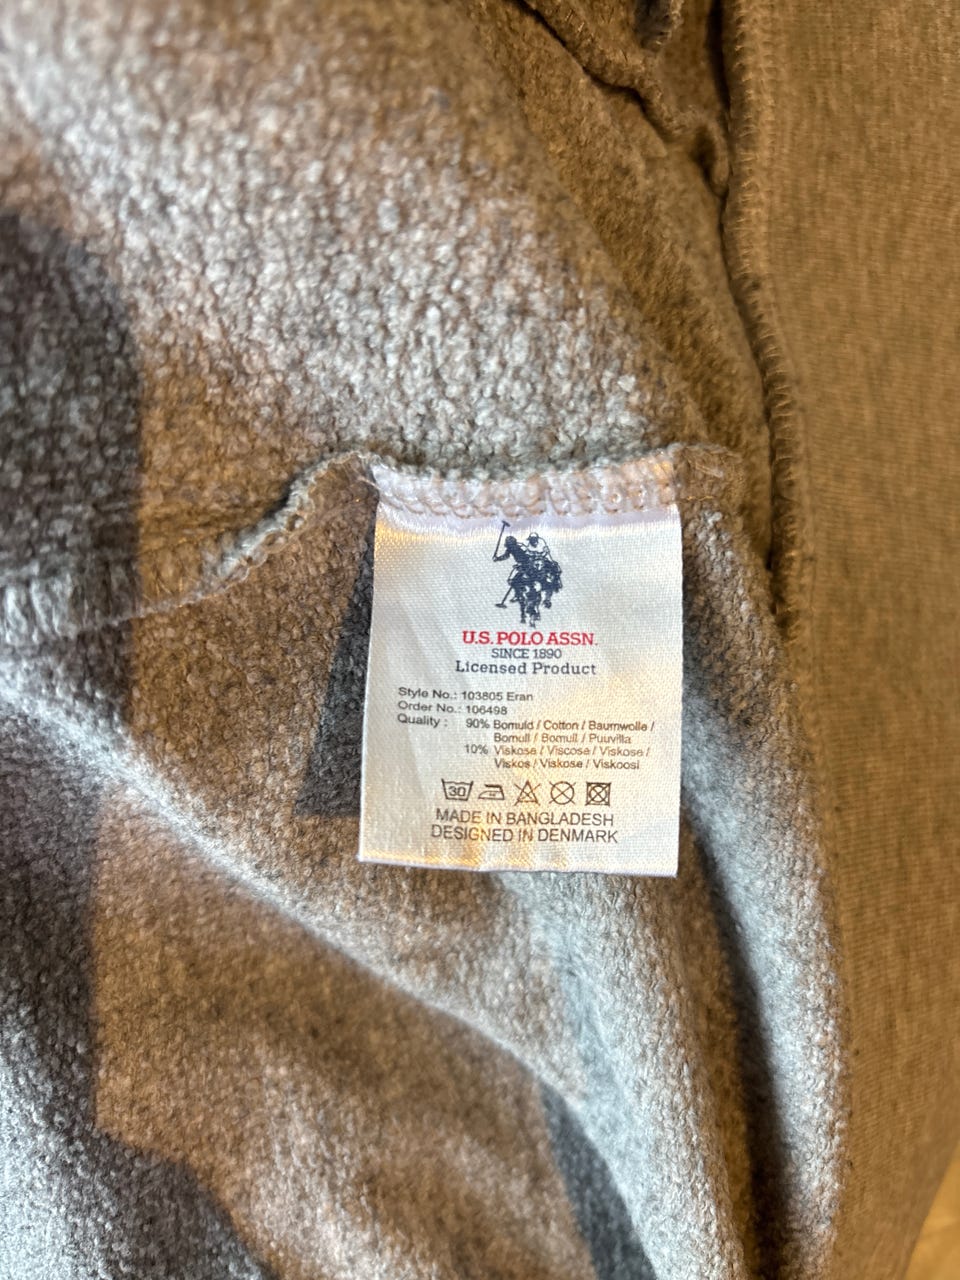 U.S. POLO ASSN.
SINCE 1890
Licensed Product
Style No.: 103805 Eran
Order No.: 106498
Quality : 90% Bomuld / Cotton / Baumwolle /
Bomull / Bomull / Puuvilla
10% Viskose / Viscose / Viskose /
Viskos / Viskose / Viskoosi
30
MADE IN BANGLADESH
DESIGNED IN DENMARK